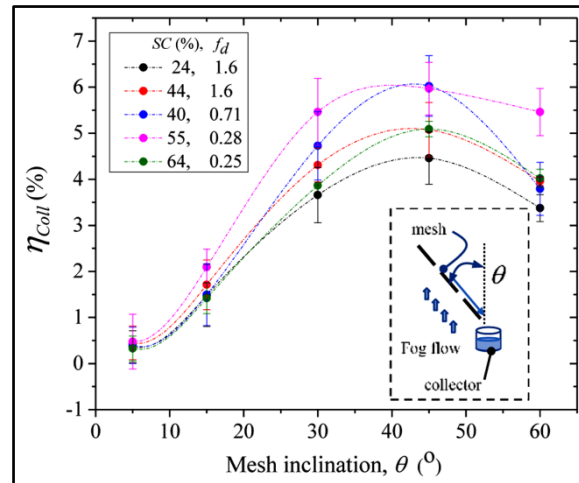 7
6
5
4
3
2
1
0
-1
0 10 20 30 40 50 60
η_Coll (%)
Mesh inclination, θ (⁰)
SC (%), f_d
24, 1.6
44, 1.6
40, 0.71
55, 0.28
64, 0.25
mesh
θ
Fog flow
collector